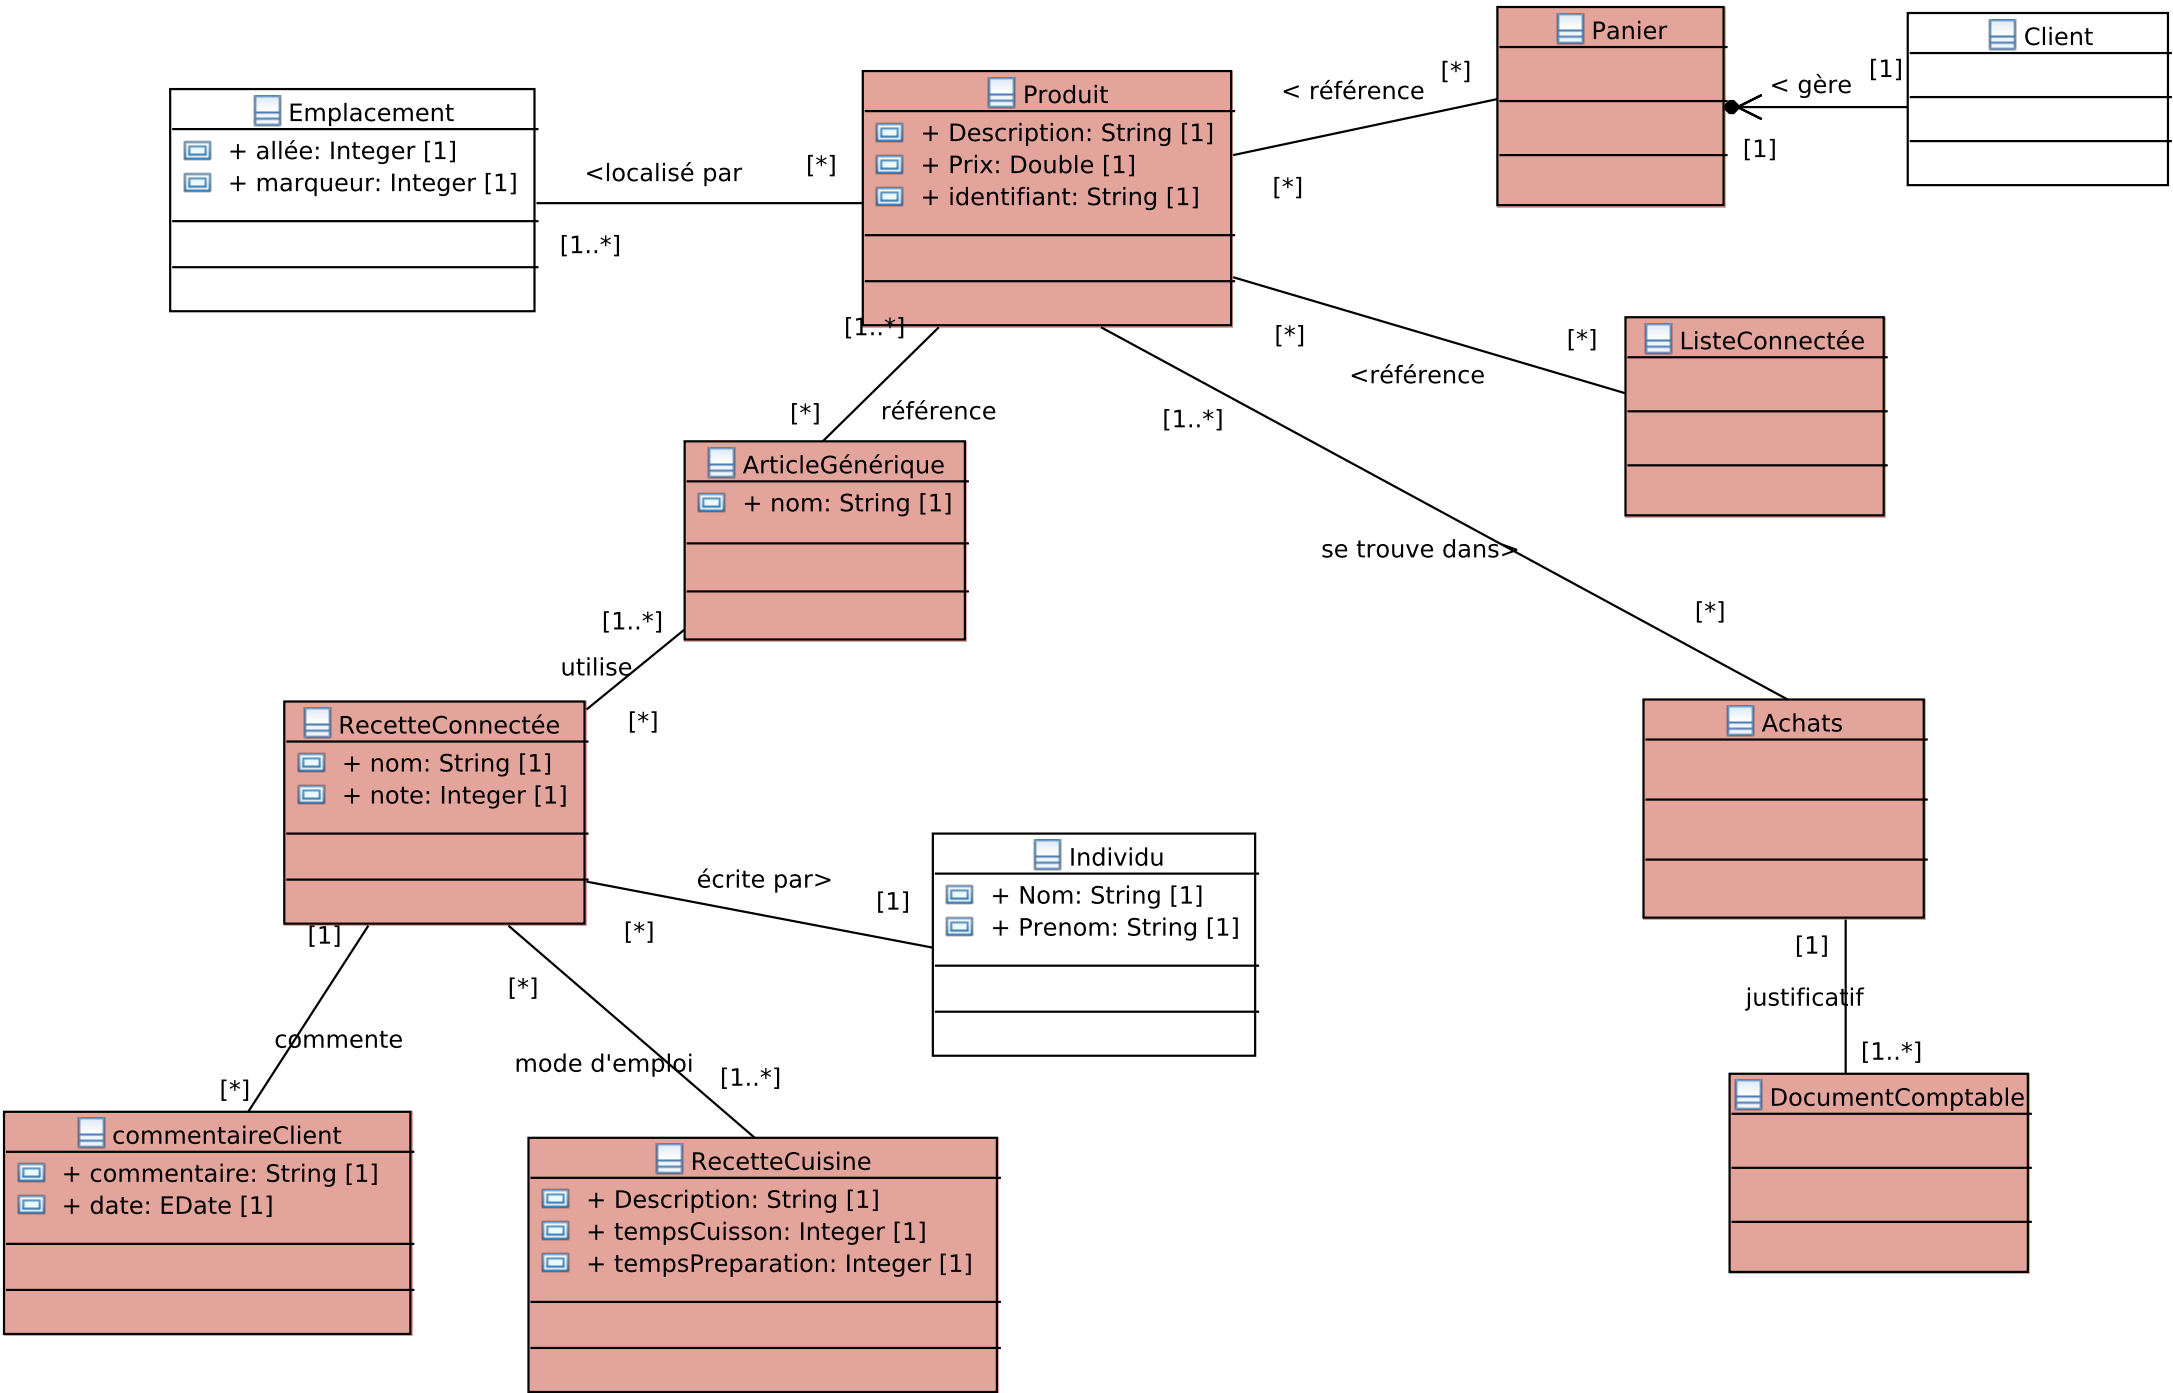 Panier
Client
< référence
[*]
< gère
[1]
[1]
[*]
Produit
+ Description: String [1]
+ Prix: Double [1]
+ identifiant: String [1]
Emplacement
+ allée: Integer [1]
+ marqueur: Integer [1]
<localisé par
[*]
[1..*]
[1..*]
[*]
référence
[*]
[*]
<référence
ListeConnectée
[1..*]
se trouve dans>
[*]
ArticleGénérique
+ nom: String [1]
[1..*]
utilise
[*]
RecetteConnectée
+ nom: String [1]
+ note: Integer [1]
écrite par>
[1]
[*]
Individu
+ Nom: String [1]
+ Prenom: String [1]
Achats
[1]
justificatif
[1..*]
DocumentComptable
[1]
commente
[*]
[*]
mode d'emploi
[1..*]
commentaireClient
+ commentaire: String [1]
+ date: EDate [1]
RecetteCuisine
+ Description: String [1]
+ tempsCuisson: Integer [1]
+ tempsPreparation: Integer [1]